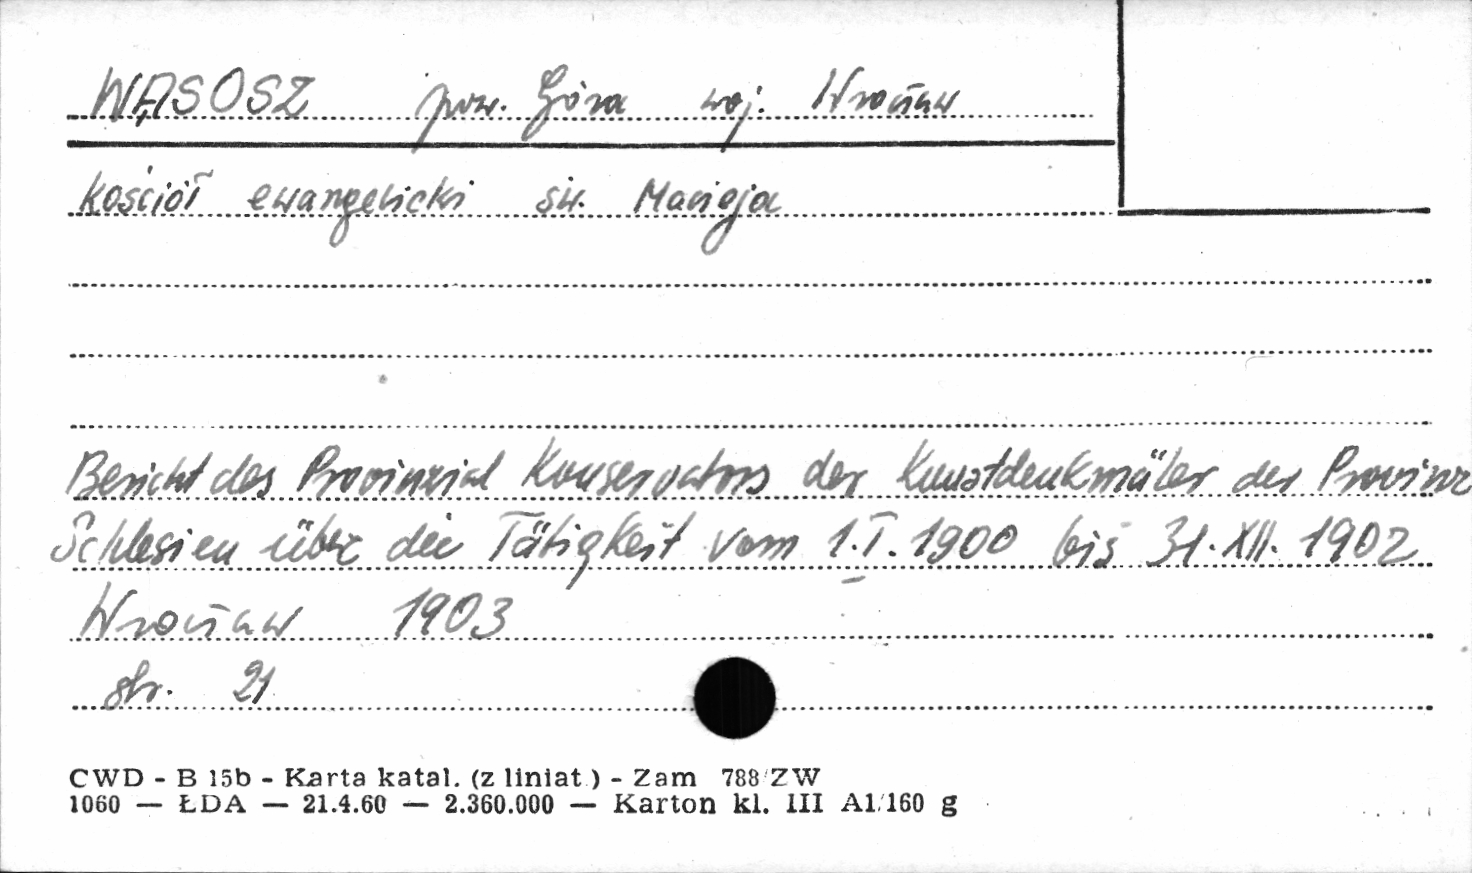 WĄSOSZ pow. Góra woj. Wrocław
kościół ewangelicki św. Macieja
Bericht des Provinzial Konservators der Kunstdenkmäler der Provinz
Schlesien über die Tätigkeit vom 1.I.1900 bis 31.XII.1902
Wrocław 1903
str. 21
CWD - B 15b - Karta katal. (z liniat.) - Zam 788/ZW
1060 — ŁDA — 21.4.60 — 2.360.000 — Karton kl. III A1/160 g